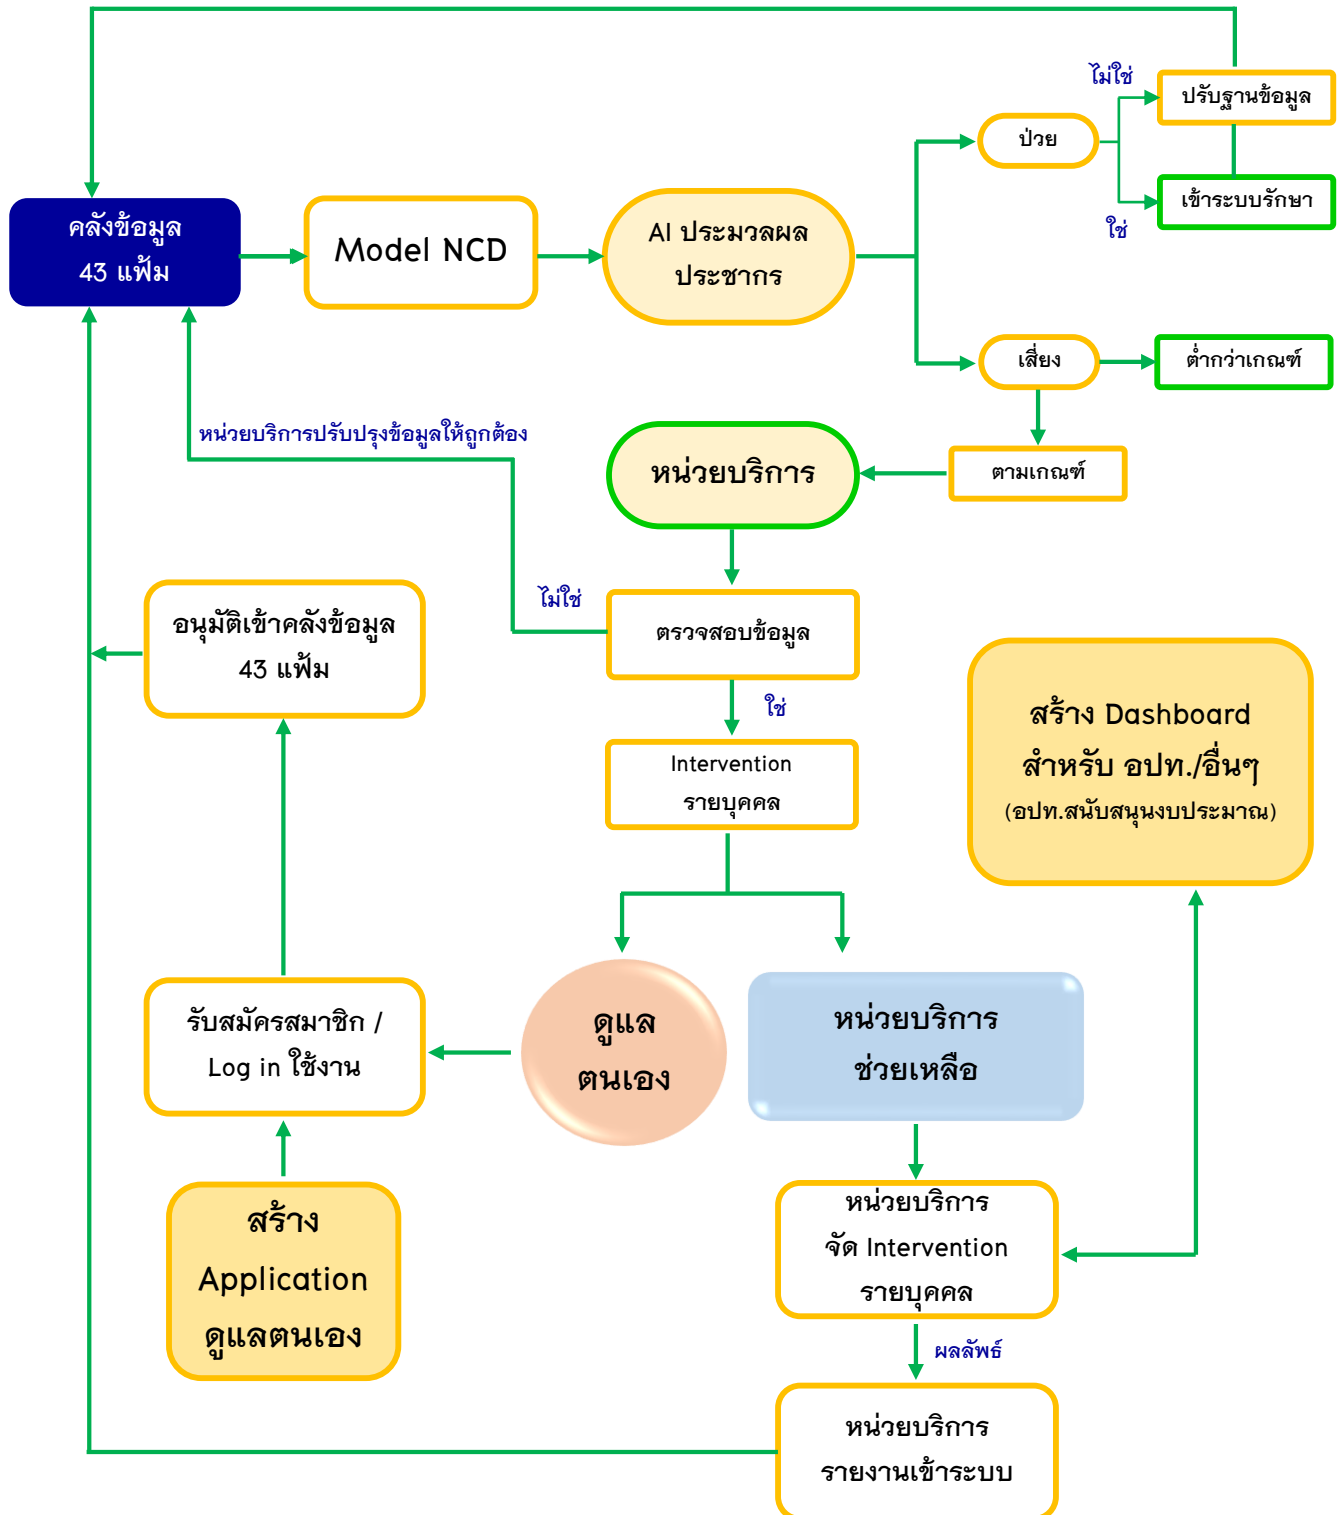 ไม่ใช่
ปรับฐานข้อมูล
ป่วย
เข้าระบบรักษา
ใช่
คลังข้อมูล
43 แฟ้ม
Model NCD
AI ประมวลผล
ประชากร
เสี่ยง
ต่ำกว่าเกณฑ์
หน่วยบริการปรับปรุงข้อมูลให้ถูกต้อง
หน่วยบริการ
ตามเกณฑ์
ไม่ใช่
ตรวจสอบข้อมูล
อนุมัติเข้าคลังข้อมูล
43 แฟ้ม
ใช่
สร้าง Dashboard
สำหรับ อปท./อื่นๆ
(อปท.สนับสนุนงบประมาณ)
Intervention
รายบุคคล
รับสมัครสมาชิก /
Log in ใช้งาน
ดูแล
ตนเอง
หน่วยบริการ
ช่วยเหลือ
สร้าง
Application
ดูแลตนเอง
หน่วยบริการ
จัด Intervention
รายบุคคล
ผลลัพธ์
หน่วยบริการ
รายงานเข้าระบบ